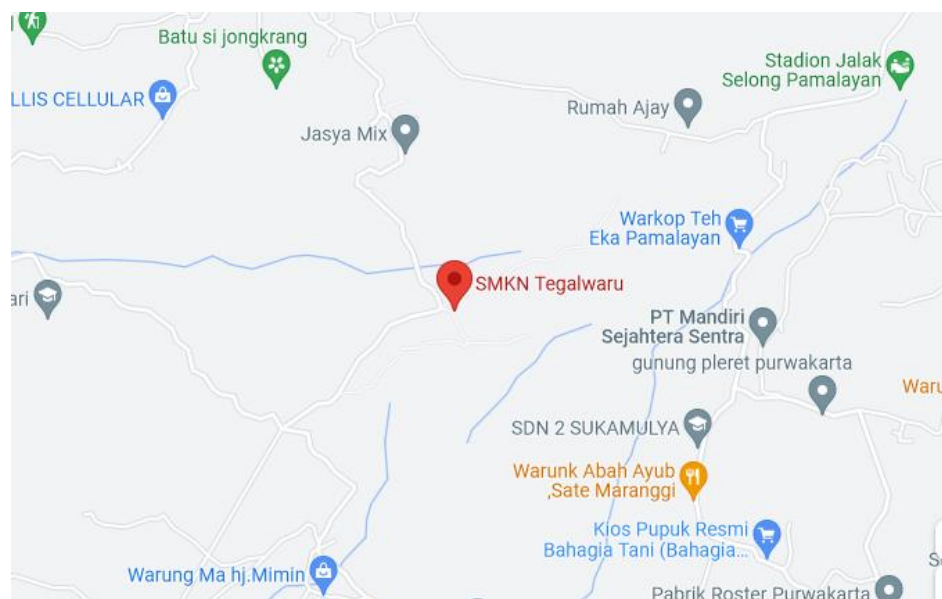 Batu si jongkrang
LLIS CELLULAR
Stadion Jalak
Selong Pamalayan
Rumah Ajay
Jasya Mix
Warkop Teh
Eka Pamalayan
SMKN Tegalwaru
ari
PT Mandiri
Sejahtera Sentra
gunung pleret purwakarta
Waru
SDN 2 SUKAMULYA
Warunk Abah Ayub
,Sate Maranggi
Kios Pupuk Resmi
Bahagia Tani (Bahagia...
Warung Ma hj.Mimin
Pabrik Roster Purwakarta